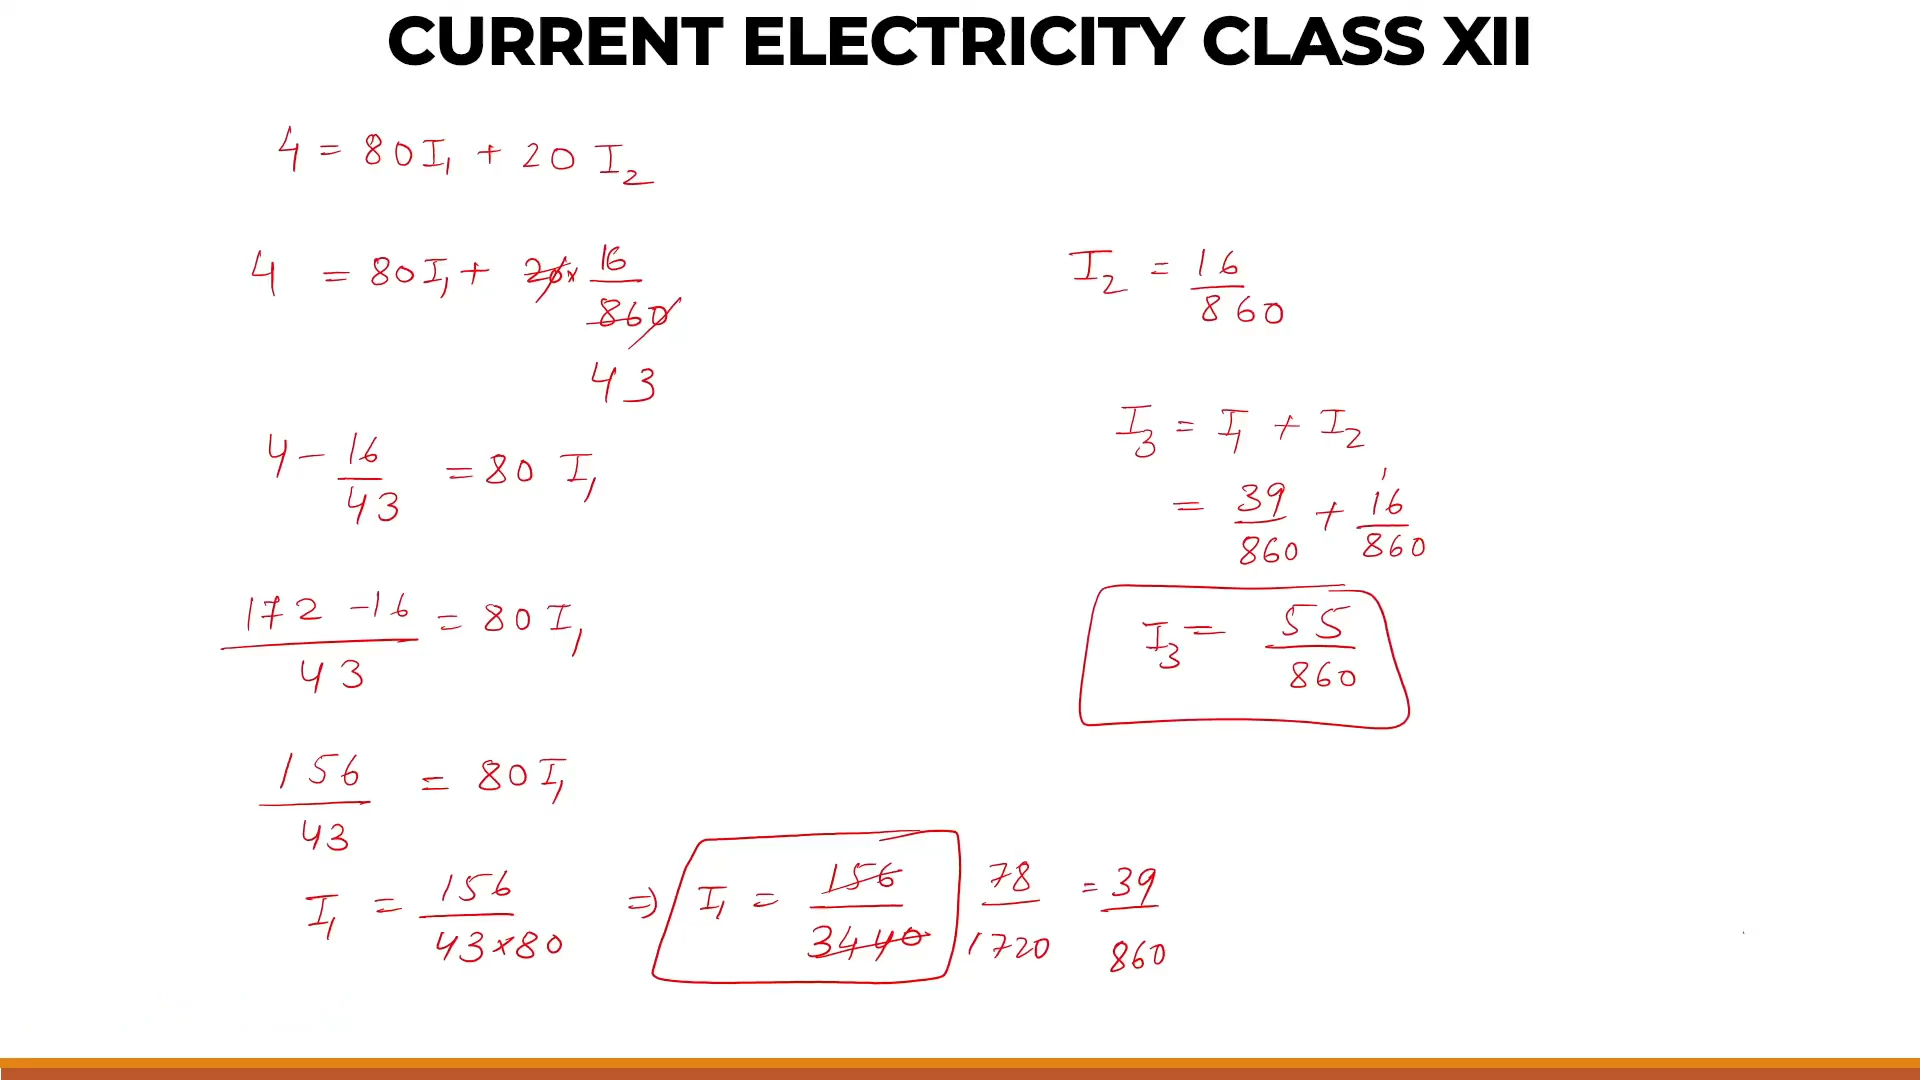 CURRENT ELECTRICITY CLASS XII
4 = 80I₁ + 20 I₂
4 = 80I₁ + 20 × 16/860
43
4 - 16/43 = 80 I₁
172 - 16/43 = 80 I₁
156/43 = 80 I₁
I₁ = 156/43×80 ⇒ I₁ = 156/3440 78/1720 = 39/860
I₂ = 16/860
I₃ = I₁ + I₂
= 39/860 + 16/860
I₃ = 55/860